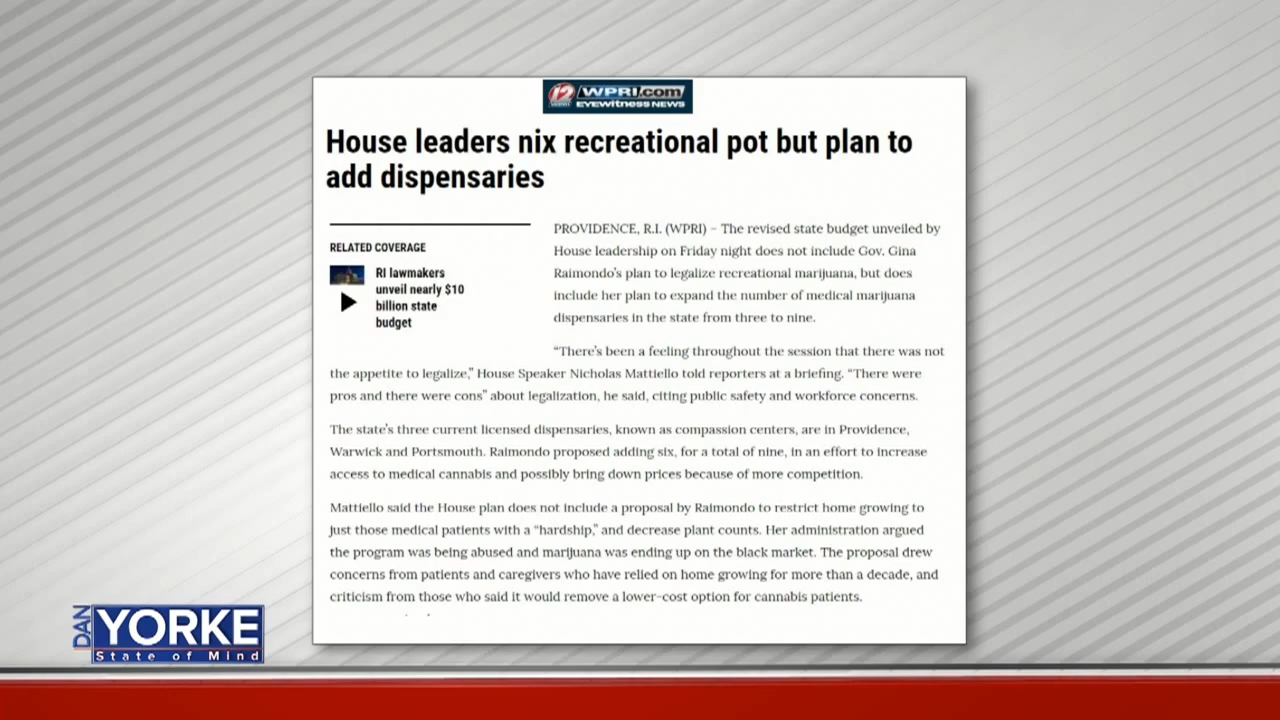 12 WPRI.com
EYEWITNESS NEWS
House leaders nix recreational pot but plan to
add dispensaries
RELATED COVERAGE
RI lawmakers
unveil nearly $10
billion state
budget
PROVIDENCE, R.I. (WPRI) – The revised state budget unveiled by
House leadership on Friday night does not include Gov. Gina
Raimondo’s plan to legalize recreational marijuana, but does
include her plan to expand the number of medical marijuana
dispensaries in the state from three to nine.
“There’s been a feeling throughout the session that there was not
the appetite to legalize,” House Speaker Nicholas Mattiello told reporters at a briefing. “There were
pros and there were cons” about legalization, he said, citing public safety and workforce concerns.
The state’s three current licensed dispensaries, known as compassion centers, are in Providence,
Warwick and Portsmouth. Raimondo proposed adding six, for a total of nine, in an effort to increase
access to medical cannabis and possibly bring down prices because of more competition.
Mattiello said the House plan does not include a proposal by Raimondo to restrict home growing to
just those medical patients with a “hardship,” and decrease plant counts. Her administration argued
the program was being abused and marijuana was ending up on the black market. The proposal drew
concerns from patients and caregivers who have relied on home growing for more than a decade, and
criticism from those who said it would remove a lower-cost option for cannabis patients.
DAN
YORKE
State of Mind